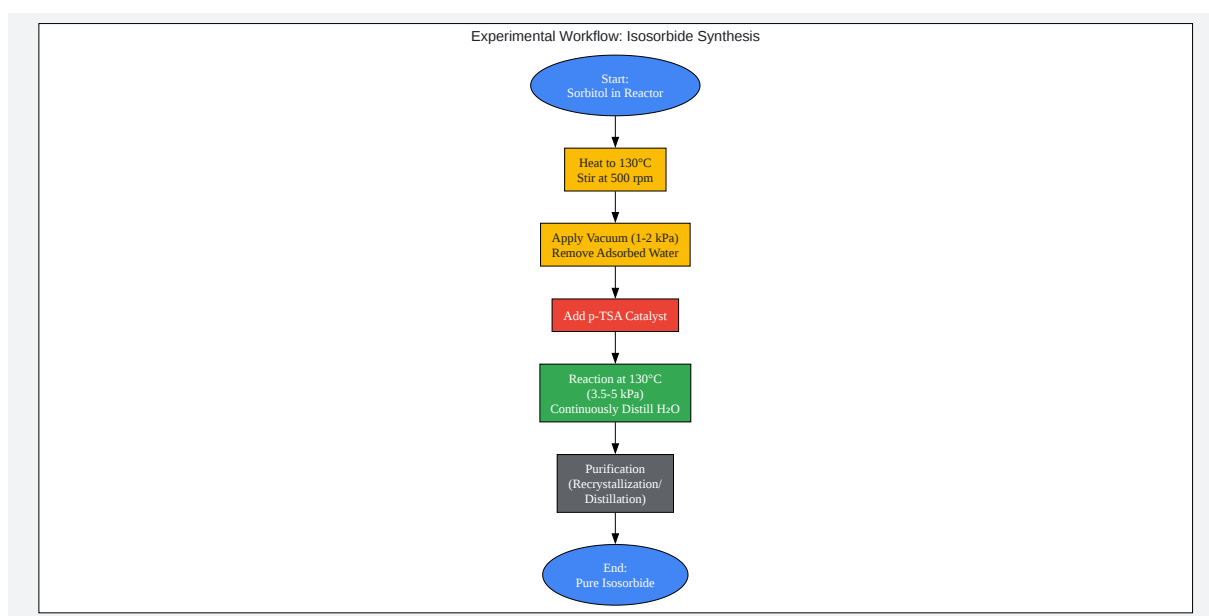 Experimental Workflow: Isosorbide Synthesis
Start:
Sorbitol in Reactor
Heat to 130°C
Stir at 500 rpm
Apply Vacuum (1-2 kPa)
Remove Adsorbed Water
Add p-TSA Catalyst
Reaction at 130°C
(3.5-5 kPa)
Continuously Distill H₂O
Purification
(Recrystallization/
Distillation)
End:
Pure Isosorbide